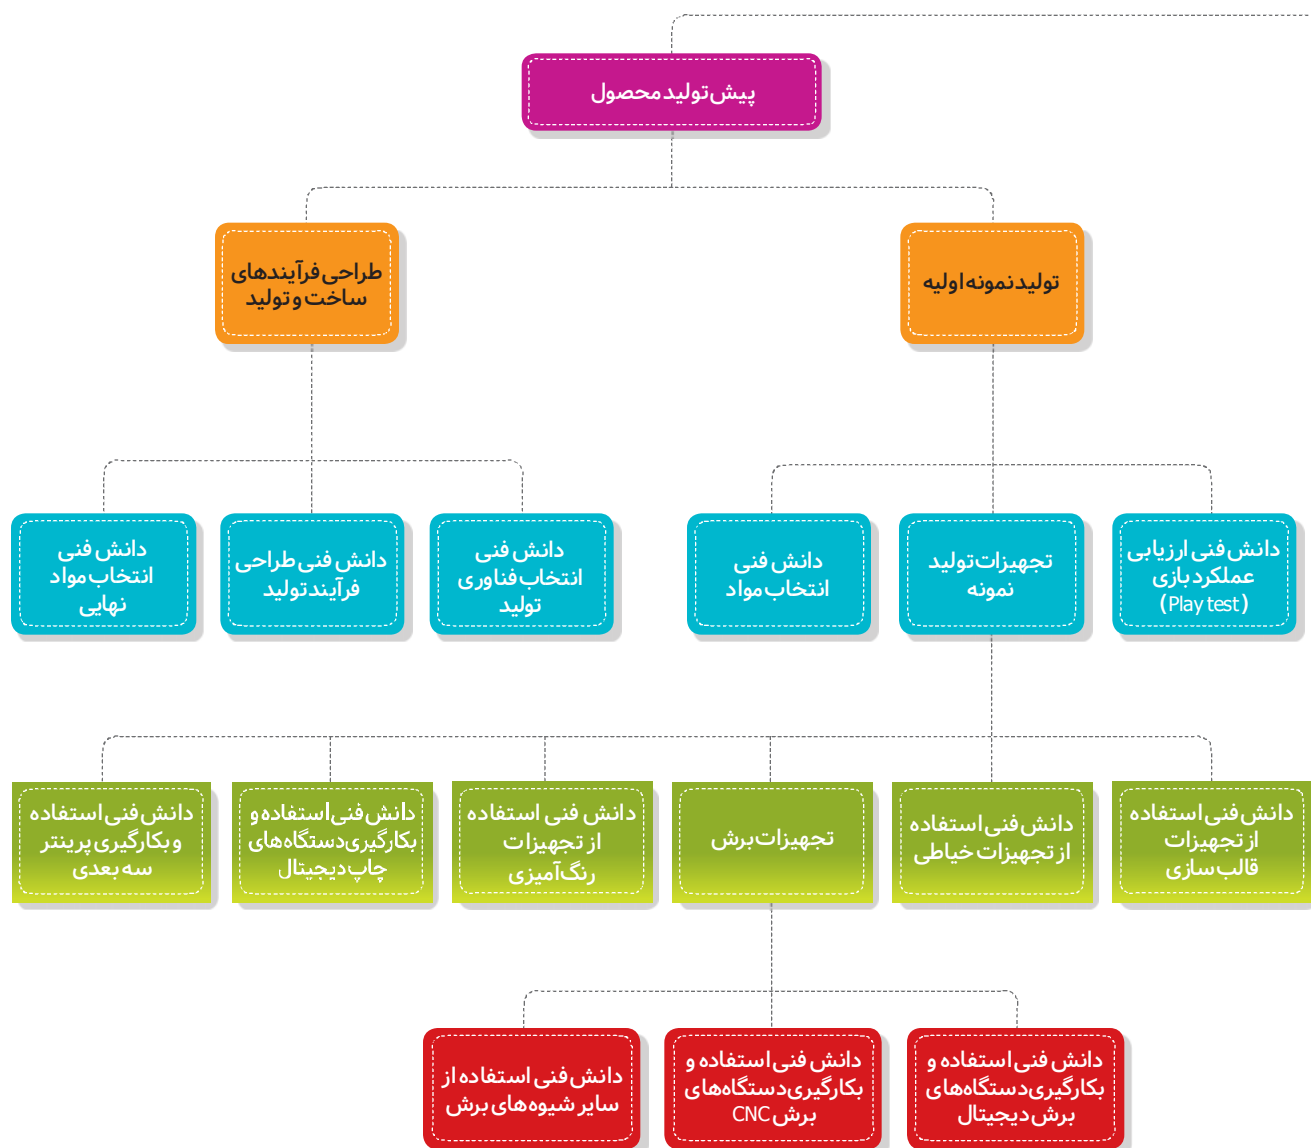 پیش تولید محصول
تولید نمونه اولیه
طراحی فرآیندهای
ساخت و تولید
دانش فنی ارزیابی
عملکرد بازی
(Play test)
تجهیزات تولید
نمونه
دانش فنی
انتخاب مواد
دانش فنی
انتخاب فناوری
تولید
دانش فنی طراحی
فرآیند تولید
دانش فنی
انتخاب مواد
نهایی
دانش فنی استفاده
از تجهیزات
قالب سازی
دانش فنی استفاده
از تجهیزات خیاطی
تجهیزات برش
دانش فنی استفاده
از تجهیزات
رنگ‌آمیزی
دانش فنی استفاده و
بکارگیری دستگاه‌های
چاپ دیجیتال
دانش فنی استفاده
و بکارگیری پرینتر
سه بعدی
دانش فنی استفاده و
بکارگیری دستگاه‌های
برش دیجیتال
دانش فنی استفاده و
بکارگیری دستگاه‌های
برش CNC
دانش فنی استفاده از
سایر شیوه‌های برش